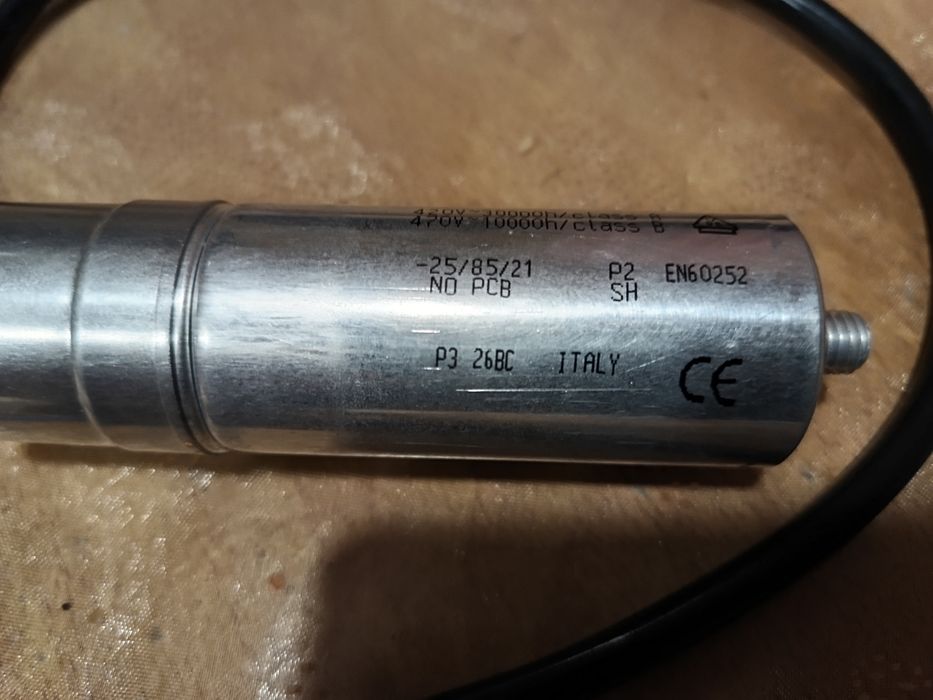 470V~10000h/class B
-25/85/21 P2 EN60252
NO PCB SH
P3 26BC ITALY CE